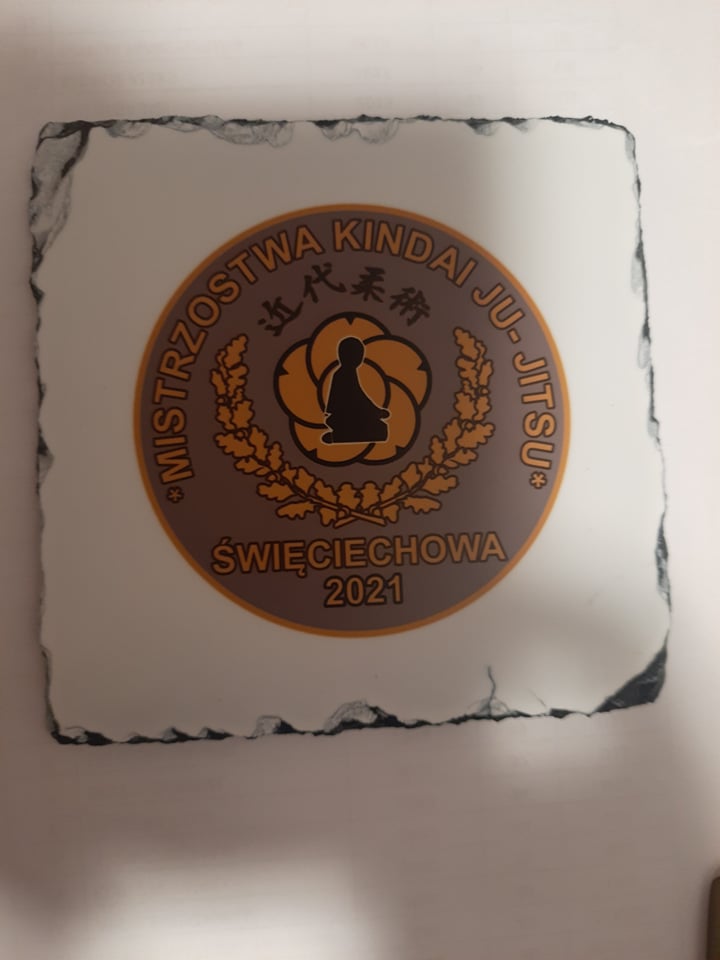 *MISTRZOSTWA KINDAI JU-JITSU*
近代柔術
ŚWIĘCIECHOWA
2021